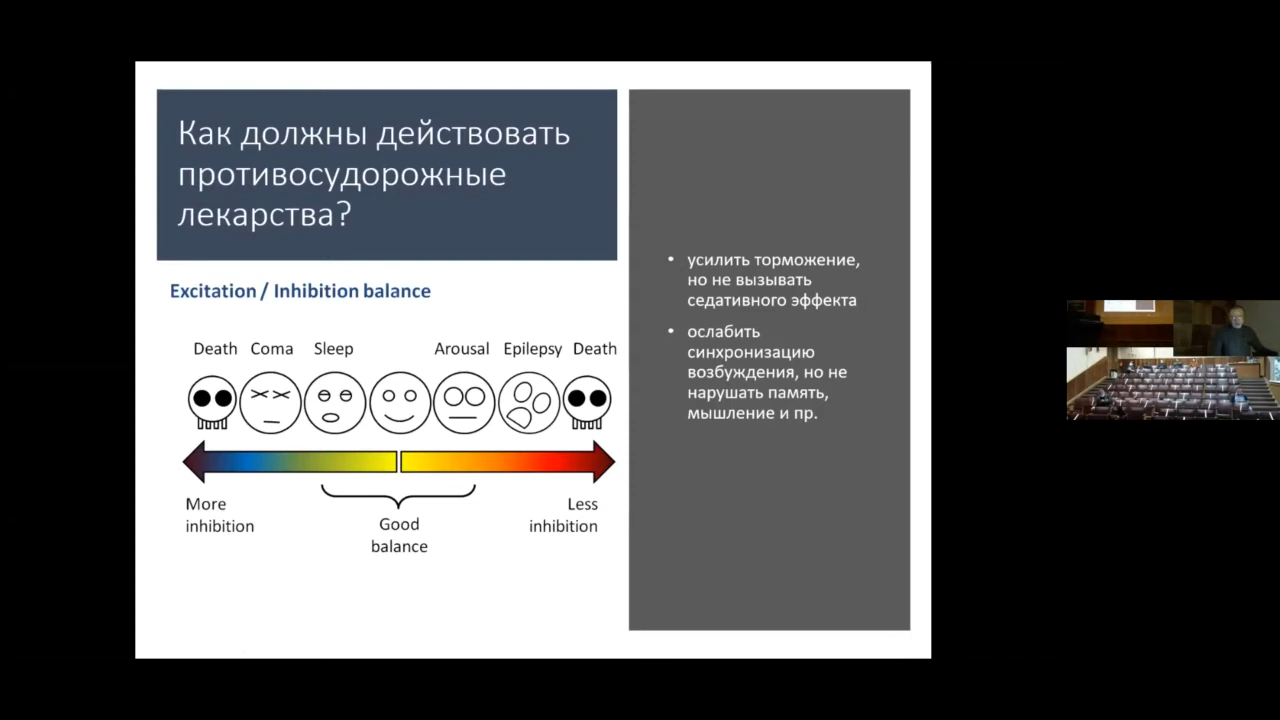 Как должны действовать
противосудорожные
лекарства?
Excitation / Inhibition balance
Death Coma Sleep Arousal Epilepsy Death
More
inhibition
Good
balance
Less
inhibition
• усилить торможение,
но не вызывать
седативного эффекта
• ослабить
синхронизацию
возбуждения, но не
нарушать память,
мышление и пр.